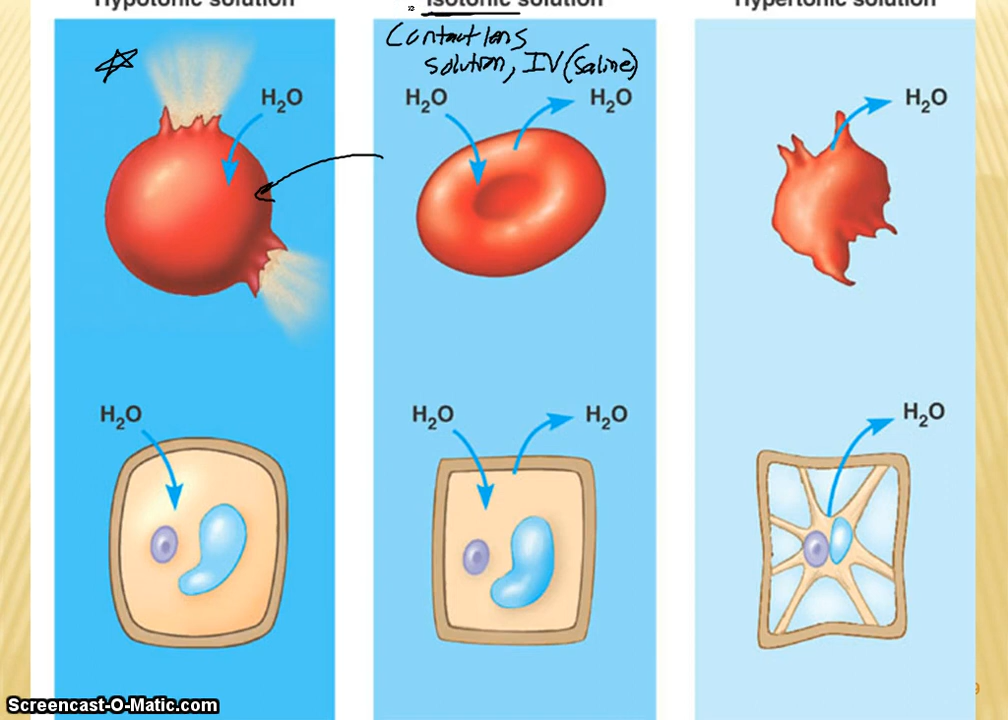 Hypotonic solution
Isotonic solution
Hypertonic solution
Contact lens
solution, IV (Saline)
H₂O
H₂O
H₂O
H₂O
H₂O
H₂O
H₂O
H₂O
9
Screencast-O-Matic.com